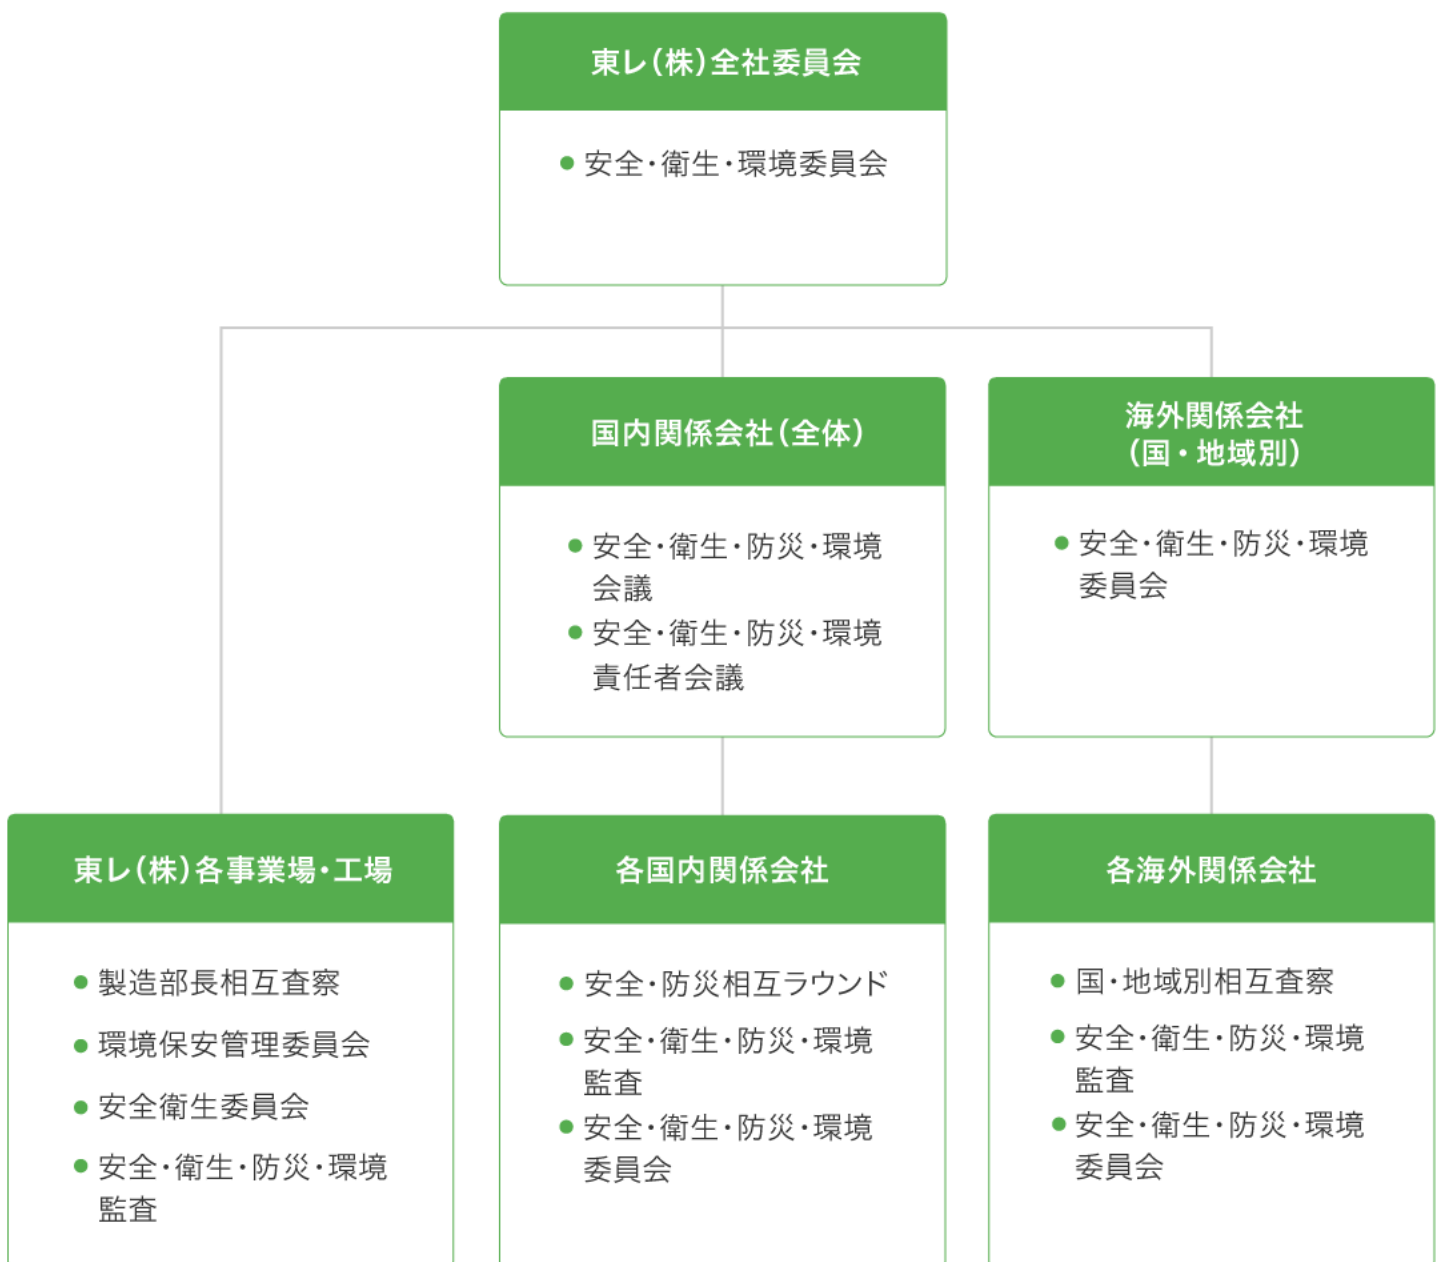 東レ（株）全社委員会
● 安全・衛生・環境委員会
国内関係会社（全体）
● 安全・衛生・防災・環境
会議
● 安全・衛生・防災・環境
責任者会議
海外関係会社
（国・地域別）
● 安全・衛生・防災・環境
委員会
東レ（株）各事業場・工場
● 製造部長相互査察
● 環境保安管理委員会
● 安全衛生委員会
● 安全・衛生・防災・環境
監査
各国内関係会社
● 安全・防災相互ラウンド
● 安全・衛生・防災・環境
監査
● 安全・衛生・防災・環境
委員会
各海外関係会社
● 国・地域別相互査察
● 安全・衛生・防災・環境
監査
● 安全・衛生・防災・環境
委員会